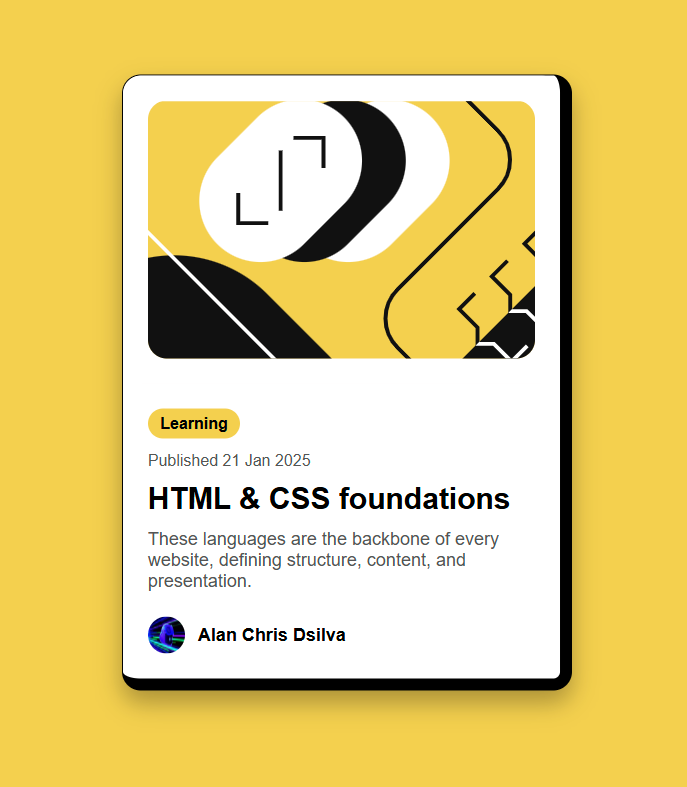 Learning
Published 21 Jan 2025
HTML & CSS foundations
These languages are the backbone of every
website, defining structure, content, and
presentation.
Alan Chris Dsilva